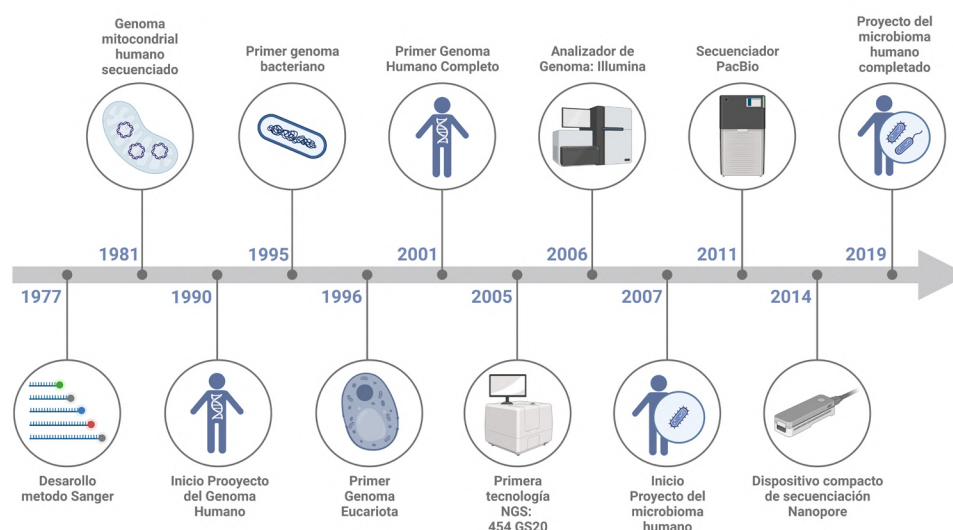 Genoma
mitocondrial
humano
secuenciado
Primer genoma
bacteriano
Primer Genoma
Humano Completo
Analizador de
Genoma: Illumina
Secuenciador
PacBio
Proyecto del
microbioma
humano
completado
1981
1995
2001
2006
2011
2019
1977
1990
1996
2005
2007
2014
Desarollo
metodo Sanger
Inicio Prooyecto
del Genoma
Humano
Primer
Genoma
Eucariota
Primera
tecnología
NGS:
454 GS20
Inicio
Proyecto del
microbioma
humano
Dispositivo compacto
de secuenciación
Nanopore